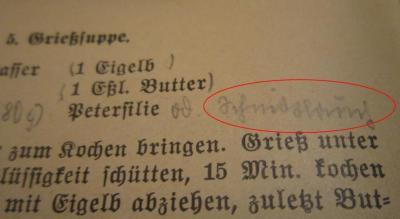 5. Grießsuppe.
asser (1 Eigelb)
(1 Eßl. Butter)
80 g) Petersilie od. Schnittlauch
t zum Kochen bringen. Grieß unter
lüssigkeit schütten, 15 Min. kochen
mit Eigelb abziehen, zuletzt But-